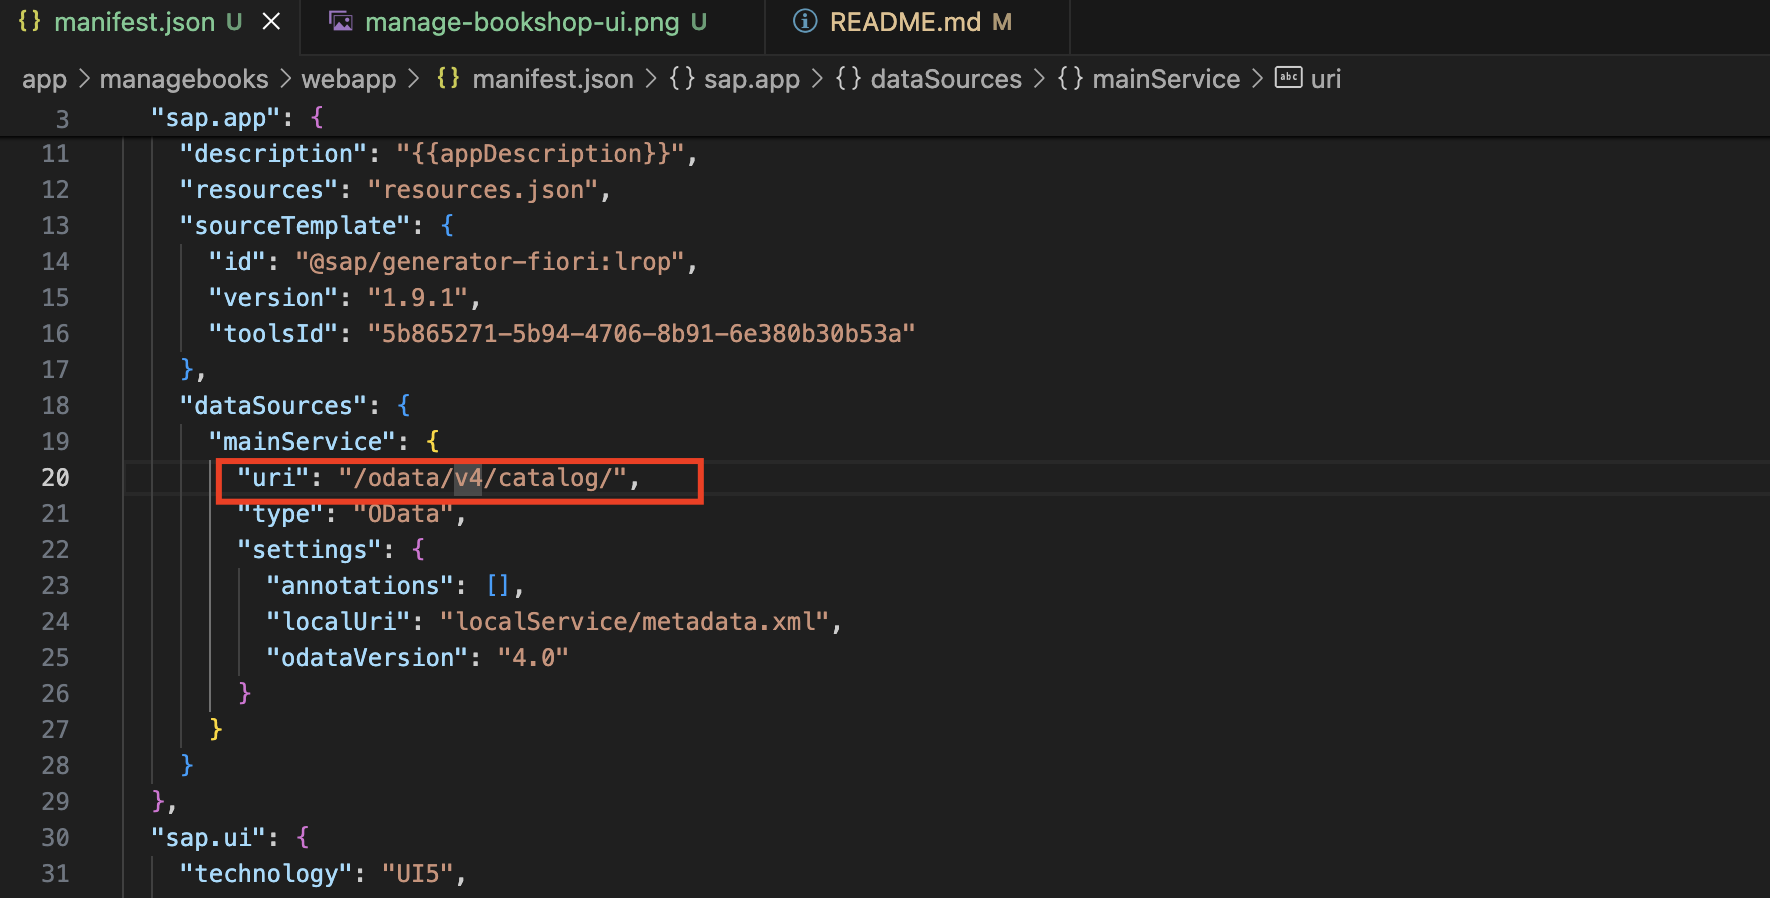 {} manifest.json U ×
manage-bookshop-ui.png U
README.md M
app > managebooks > webapp > {} manifest.json > {} sap.app > {} dataSources > {} mainService > abc uri
3 "sap.app": {
11 "description": "{{appDescription}}",
12 "resources": "resources.json",
13 "sourceTemplate": {
14 "id": "@sap/generator-fiori:lrop",
15 "version": "1.9.1",
16 "toolsId": "5b865271-5b94-4706-8b91-6e380b30b53a"
17 },
18 "dataSources": {
19 "mainService": {
20 "uri": "/odata/v4/catalog/",
21 "type": "OData",
22 "settings": {
23 "annotations": [],
24 "localUri": "localService/metadata.xml",
25 "odataVersion": "4.0"
26 }
27 }
28 }
29 },
30 "sap.ui": {
31 "technology": "UI5",